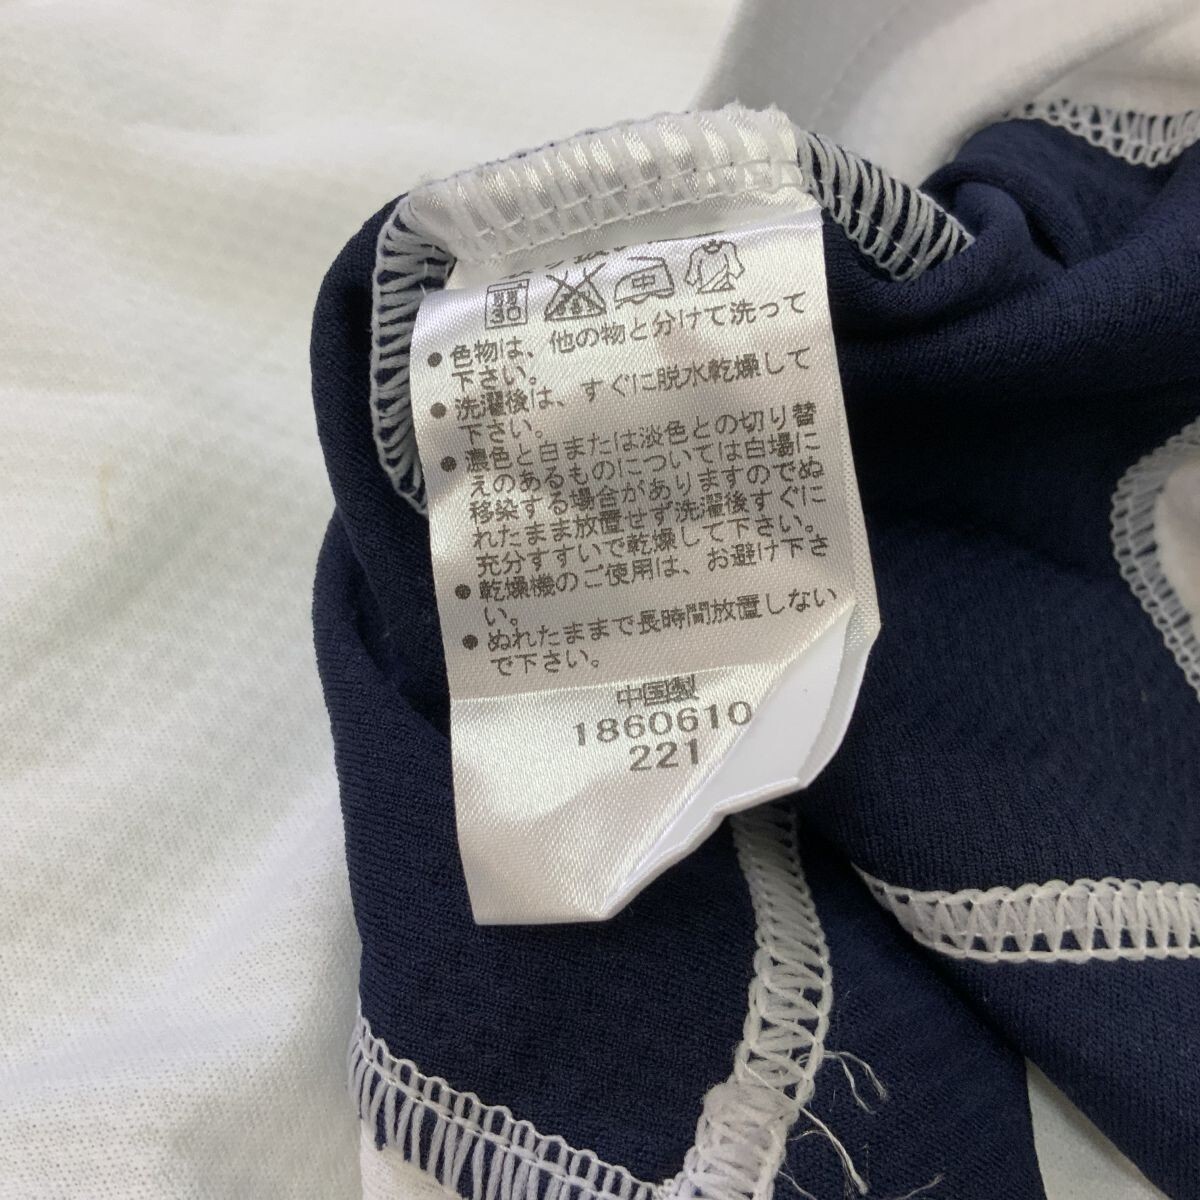 30
中
●色物は、他の物と分けて洗って
下さい。
●洗濯後は、すぐに脱水乾燥して
下さい。
●濃色と白または淡色との切り替
えのあるものについては白場に
移染する場合がありますのでぬ
れたまま放置せず洗濯後すぐに
充分すすいで乾燥して下さい。
●乾燥機のご使用は、お避け下さ
い。
●ぬれたままで長時間放置しない
で下さい。
中国製
1860610
221